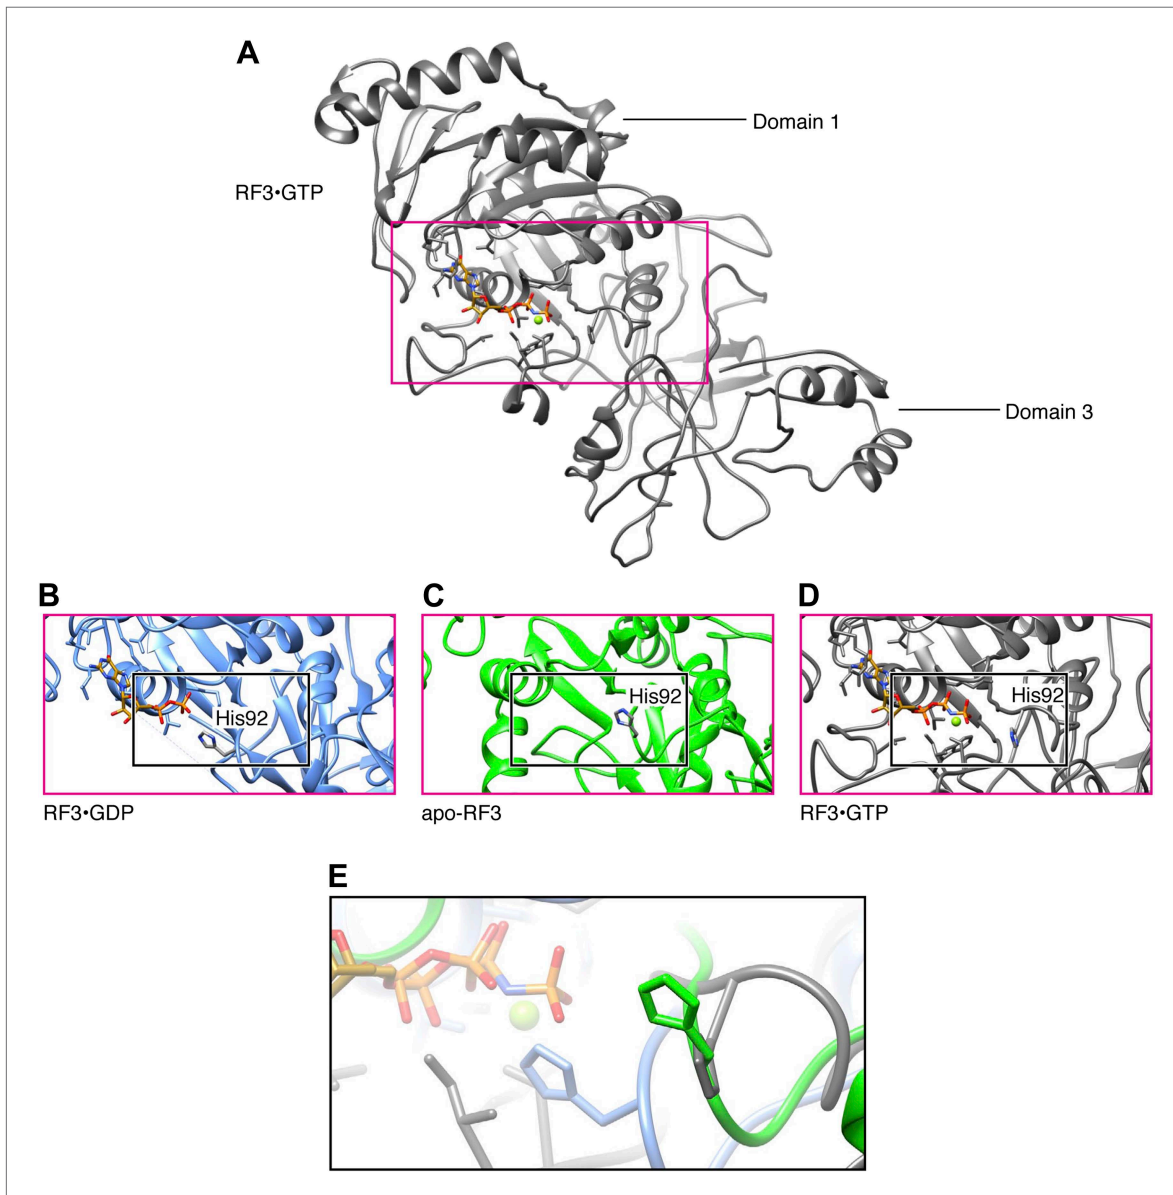 A
Domain 1
RF3•GTP
Domain 3
B
C
D
His92
His92
His92
RF3•GDP
apo-RF3
RF3•GTP
E